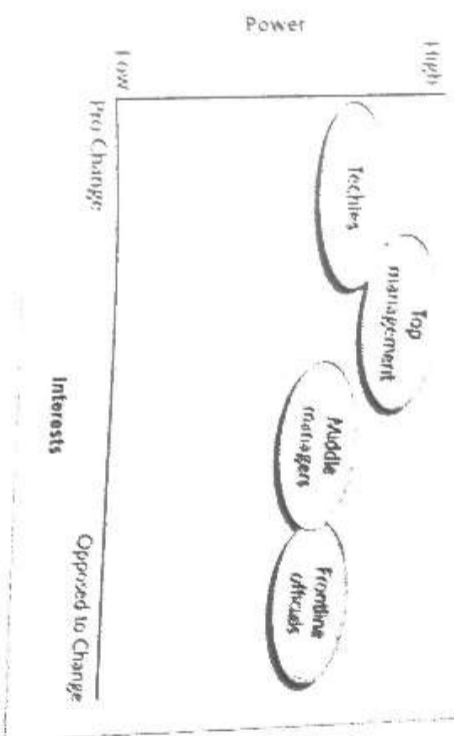 Power
High
Low
Techies
Top
management
Middle
managers
Frontline
officials
Pro Change
Interests
Opposed to Change